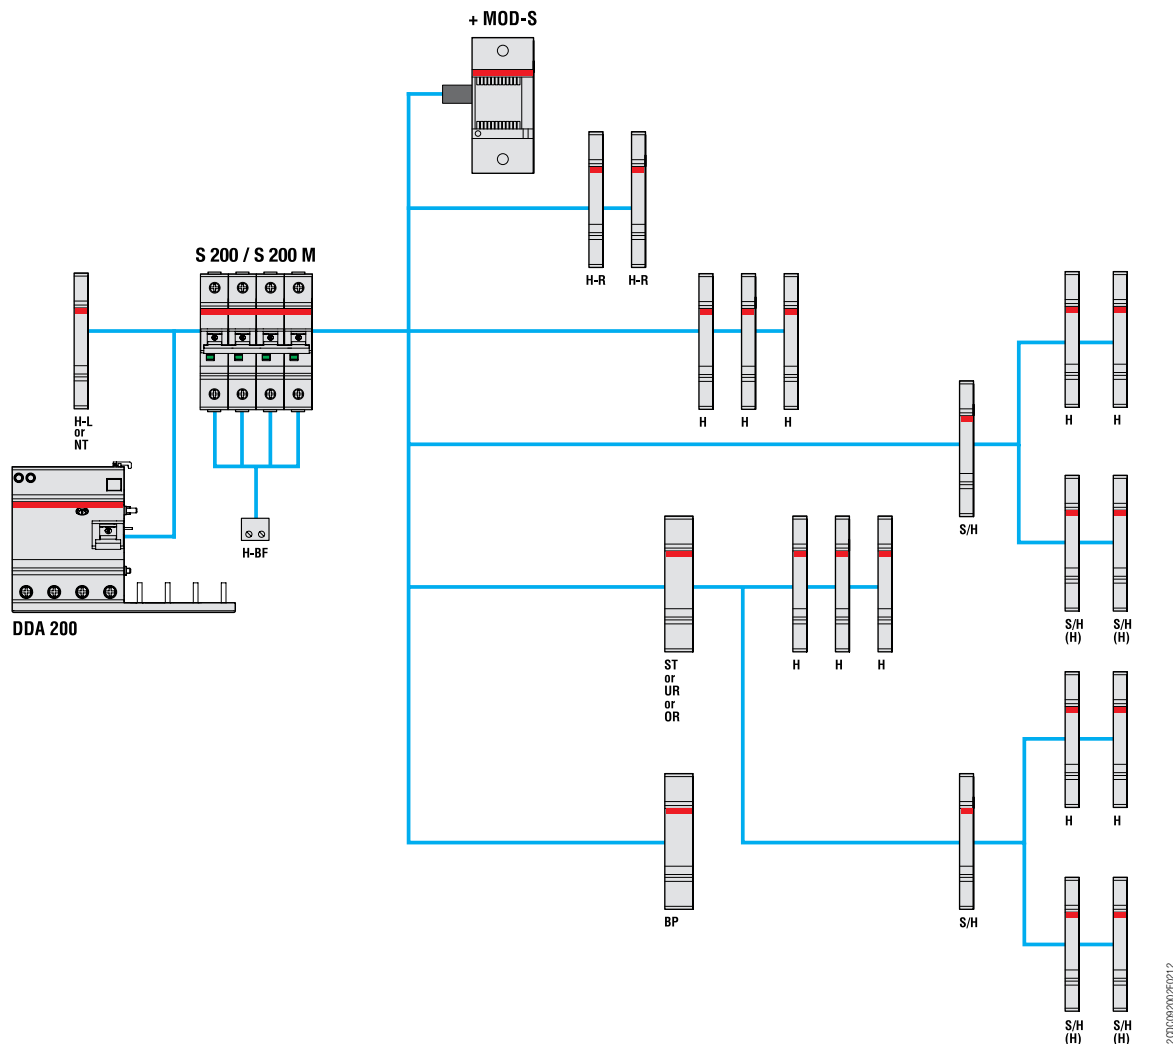 + MOD-S
H-R
H-R
S 200 / S 200 M
H-L
or
NT
H
H
H
H
H
S/H
H-BF
DDA 200
ST
or
UR
or
OR
H
H
H
S/H
(H)
S/H
(H)
BP
S/H
H
H
S/H
(H)
S/H
(H)